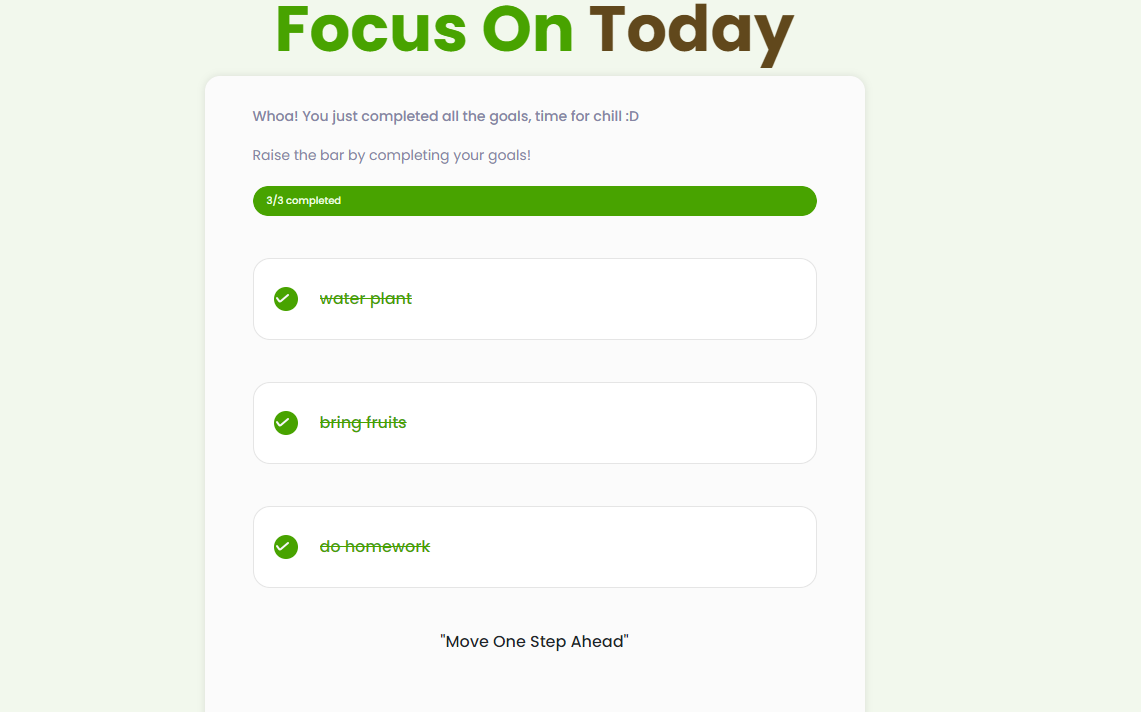 Focus On Today
Whoa! You just completed all the goals, time for chill :D
Raise the bar by completing your goals!
3/3 completed
water plant
bring fruits
do homework
"Move One Step Ahead"